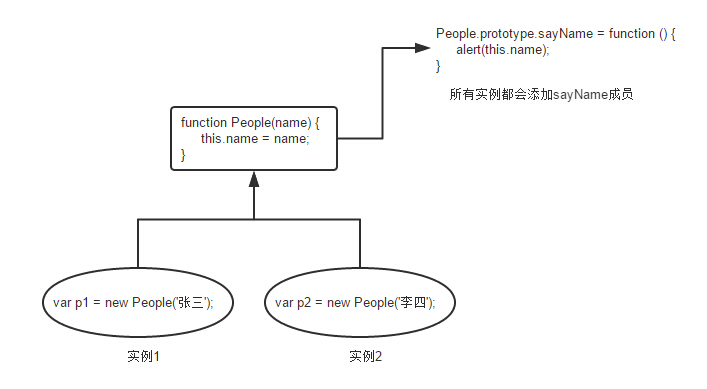 People.prototype.sayName = function () {
alert(this.name);
}
所有实例都会添加sayName成员
function People(name) {
this.name = name;
}
var p1 = new People('张三');
var p2 = new People('李四');
实例1
实例2